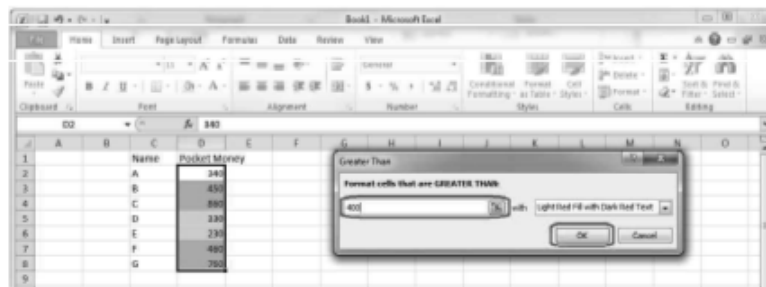 Book1 - Microsoft Excel
File Home Insert Page Layout Formulas Data Review View
Paste
B I U
General
Conditional Formatting
Format as Table
Cell Styles
Insert
Delete
Format
Sort & Filter
Find & Select
Clipboard Font Alignment Number Styles Cells Editing
D2 fx 340
A B C D E F G H I J K L M N O
1 Name Pocket Money
2 A 340
3 B 450
4 C 860
5 D 330
6 E 230
7 F 480
8 G 760
9
Greater Than
Format cells that are GREATER THAN:
400 with Light Red Fill with Dark Red Text
OK Cancel